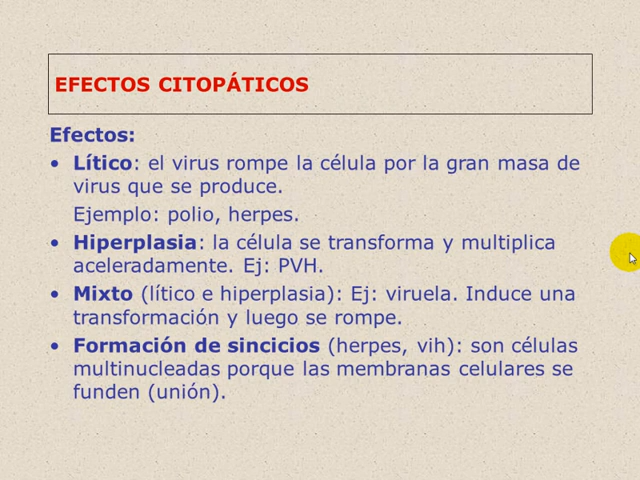 EFECTOS CITOPÁTICOS
Efectos:
• Lítico: el virus rompe la célula por la gran masa de
virus que se produce.
Ejemplo: polio, herpes.
• Hiperplasia: la célula se transforma y multiplica
aceleradamente. Ej: PVH.
• Mixto (lítico e hiperplasia): Ej: viruela. Induce una
transformación y luego se rompe.
• Formación de sincicios (herpes, vih): son células
multinucleadas porque las membranas celulares se
funden (unión).